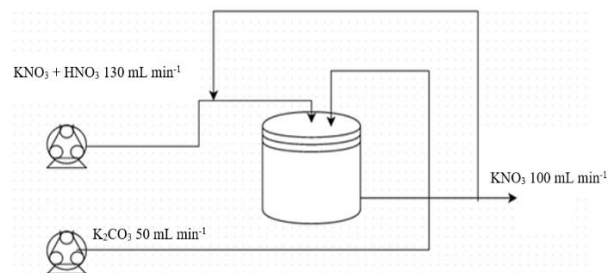 KNO₃ + HNO₃ 130 mL min⁻¹
KNO₃ 100 mL min⁻¹
K₂CO₃ 50 mL min⁻¹